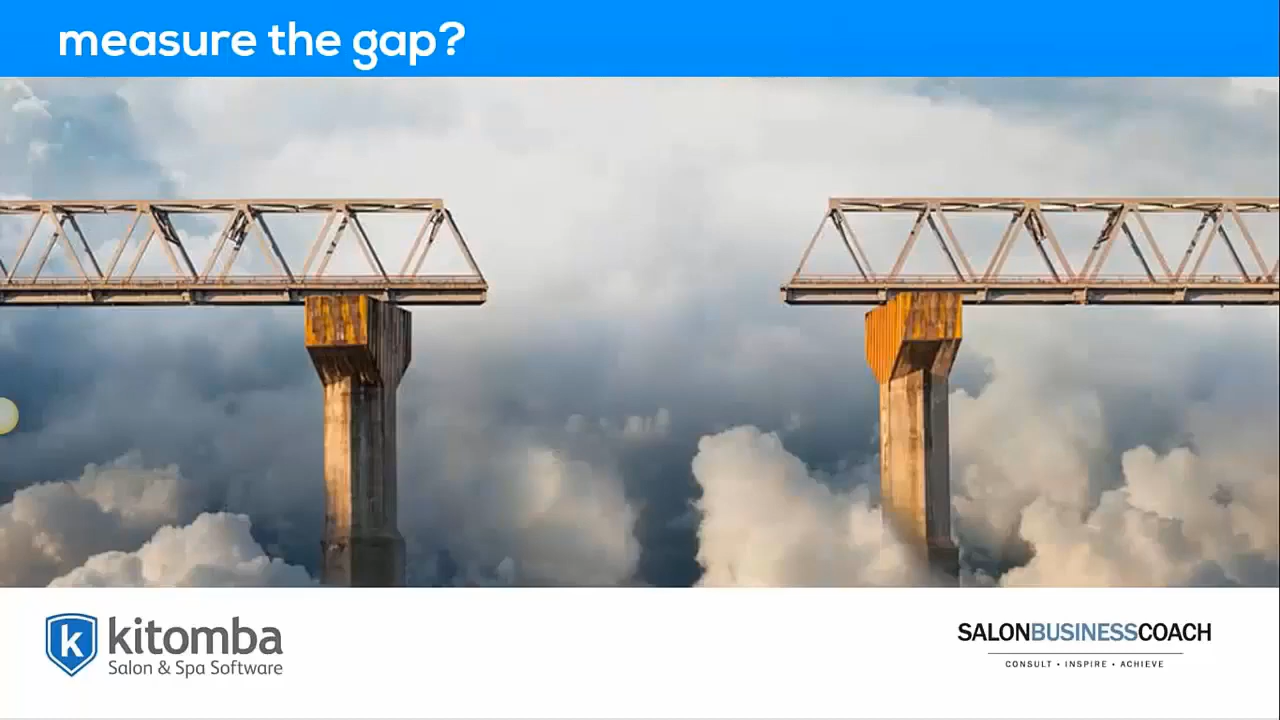 measure the gap?
k kitomba
Salon & Spa Software
SALONBUSINESSCOACH
CONSULT • INSPIRE • ACHIEVE